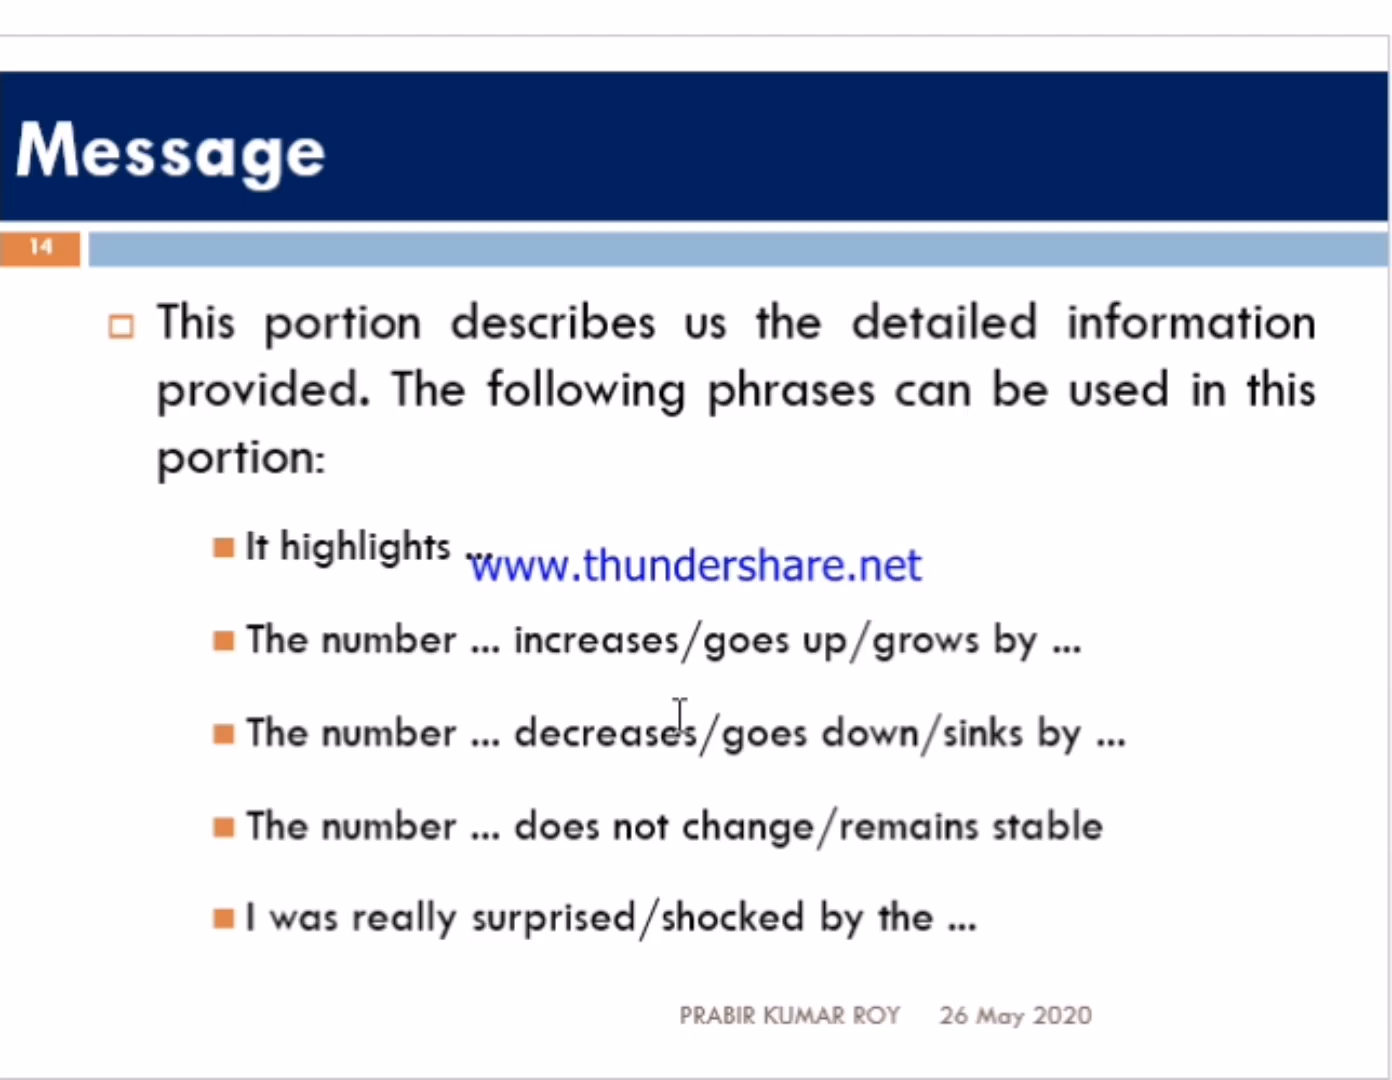 Message
14
This portion describes us the detailed information
provided. The following phrases can be used in this
portion:
It highlights ...
www.thundershare.net
The number ... increases/goes up/grows by ...
The number ... decreases/goes down/sinks by ...
The number ... does not change/remains stable
I was really surprised/shocked by the ...
PRABIR KUMAR ROY 26 May 2020